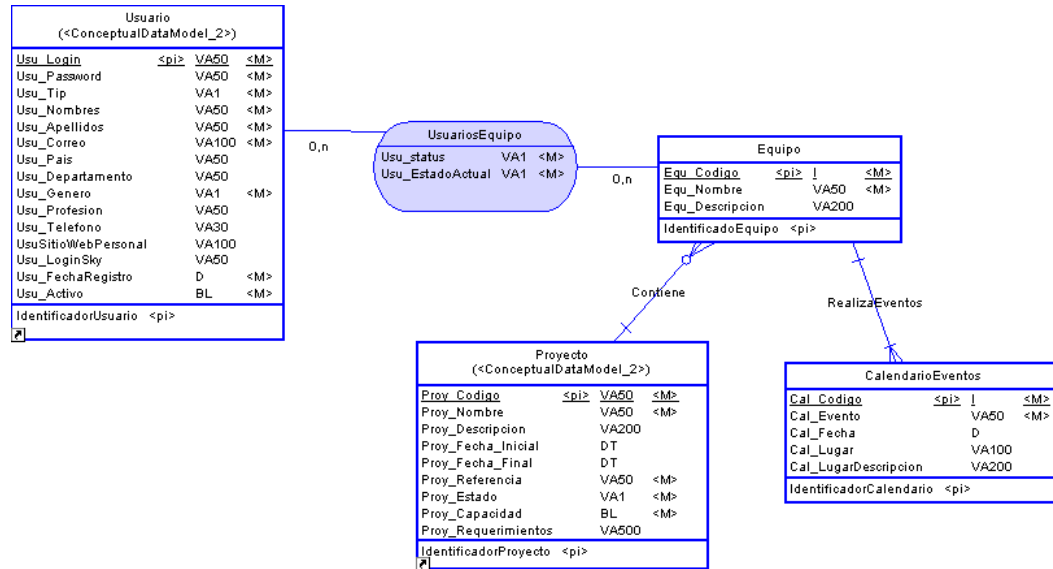 Usuario
(<ConceptualDataModel_2>)
Usu_Login <pi> VA50 <M>
Usu_Password VA50 <M>
Usu_Tip VA1 <M>
Usu_Nombres VA50 <M>
Usu_Apellidos VA50 <M>
Usu_Correo VA100 <M>
Usu_Pais VA50
Usu_Departamento VA50
Usu_Genero VA1 <M>
Usu_Profesion VA50
Usu_Telefono VA30
UsuSitioWebPersonal VA100
Usu_LoginSky VA50
Usu_FechaRegistro D <M>
Usu_Activo BL <M>
IdentificadorUsuario <pi>
0,n
UsuariosEquipo
Usu_status VA1 <M>
Usu_EstadoActual VA1 <M>
0,n
Equipo
Equ_Codigo <pi> I <M>
Equ_Nombre VA50 <M>
Equ_Descripcion VA200
IdentificadoEquipo <pi>
Contiene
RealizaEventos
Proyecto
(<ConceptualDataModel_2>)
Proy_Codigo <pi> VA50 <M>
Proy_Nombre VA50 <M>
Proy_Descripcion VA200
Proy_Fecha_Inicial DT
Proy_Fecha_Final DT
Proy_Referencia VA50 <M>
Proy_Estado VA1 <M>
Proy_Capacidad BL <M>
Proy_Requerimientos VA500
IdentificadorProyecto <pi>
CalendarioEventos
Cal_Codigo <pi> I <M>
Cal_Evento VA50 <M>
Cal_Fecha D
Cal_Lugar VA100
Cal_LugarDescripcion VA200
IdentificadorCalendario <pi>